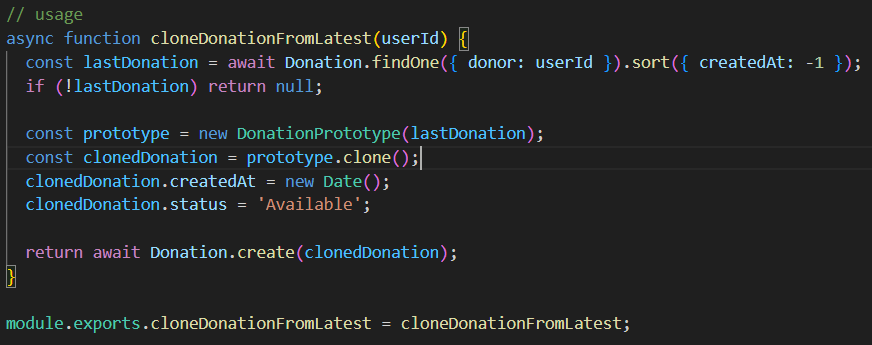 // usage
async function cloneDonationFromLatest(userId) {
  const lastDonation = await Donation.findOne({ donor: userId }).sort({ createdAt: -1 });
  if (!lastDonation) return null;

  const prototype = new DonationPrototype(lastDonation);
  const clonedDonation = prototype.clone();
  clonedDonation.createdAt = new Date();
  clonedDonation.status = 'Available';

  return await Donation.create(clonedDonation);
}

module.exports.cloneDonationFromLatest = cloneDonationFromLatest;